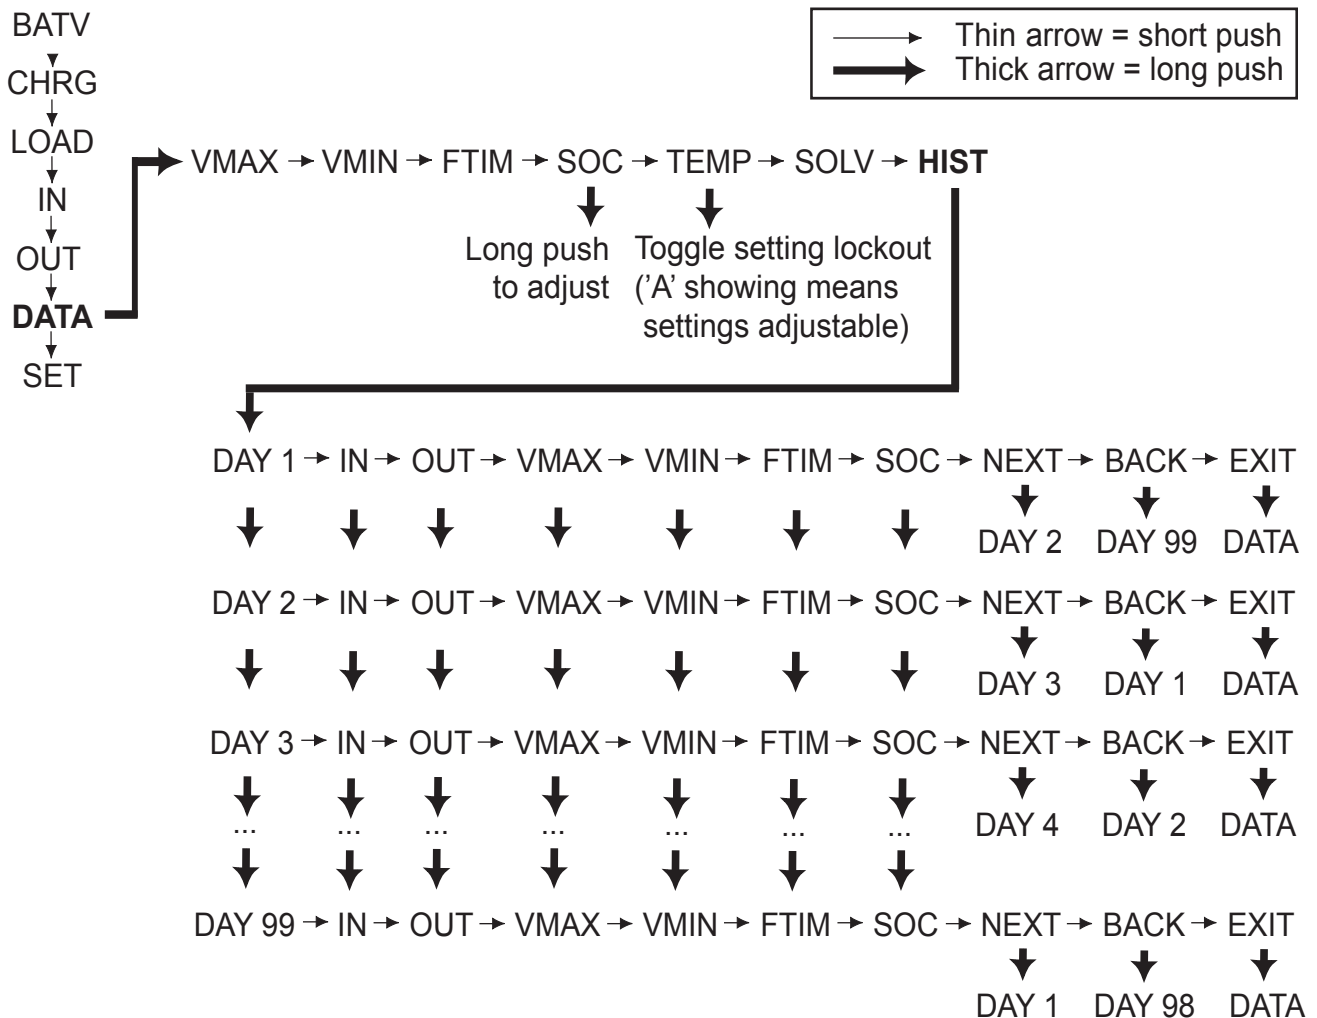 BATV
CHRG
LOAD
IN
OUT
DATA
SET
Thin arrow = short push
Thick arrow = long push
VMAX VMIN FTIM SOC TEMP SOLV HIST
Long push
to adjust
Toggle setting lockout
('A' showing means
settings adjustable)
DAY 1 IN OUT VMAX VMIN FTIM SOC NEXT BACK EXIT
DAY 2 DAY 99 DATA
DAY 2 IN OUT VMAX VMIN FTIM SOC NEXT BACK EXIT
DAY 3 DAY 1 DATA
DAY 3 IN OUT VMAX VMIN FTIM SOC NEXT BACK EXIT
... ... ... ... ... ... ...
DAY 4 DAY 2 DATA
DAY 99 IN OUT VMAX VMIN FTIM SOC NEXT BACK EXIT
DAY 1 DAY 98 DATA